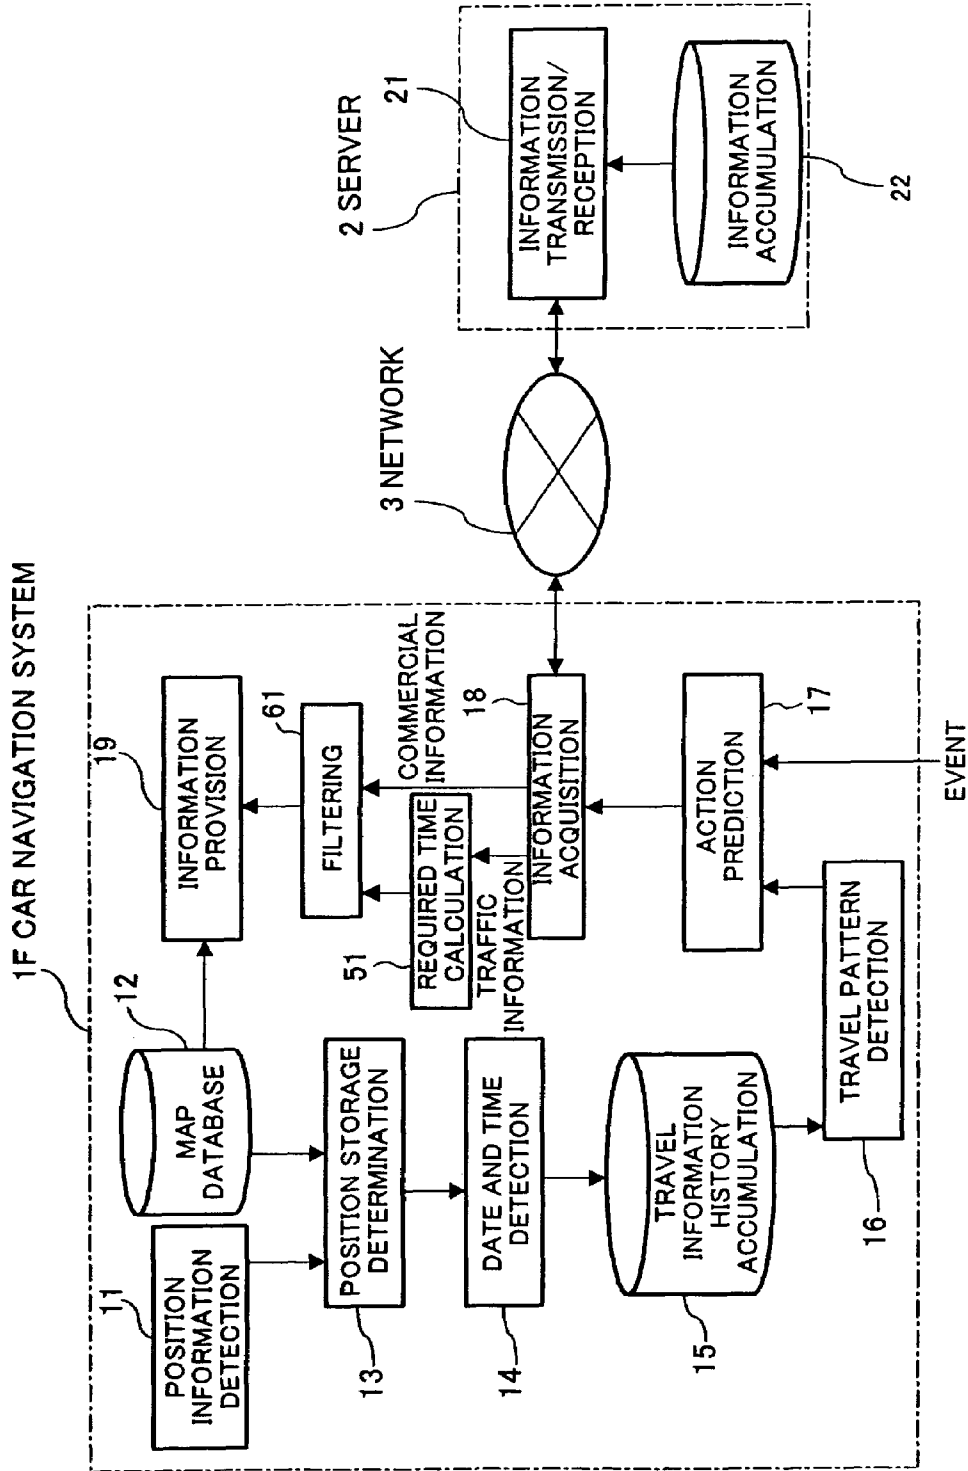 1F CAR NAVIGATION SYSTEM
11
POSITION
INFORMATION
DETECTION
12
MAP
DATABASE
19
INFORMATION
PROVISION
13
POSITION STORAGE
DETERMINATION
61
FILTERING
14
DATE AND TIME
DETECTION
51
REQUIRED TIME
CALCULATION
TRAFFIC
INFORMATION
COMMERCIAL
INFORMATION
18
INFORMATION
ACQUISITION
15
TRAVEL
INFORMATION
HISTORY
ACCUMULATION
17
ACTION
PREDICTION
16
TRAVEL PATTERN
DETECTION
EVENT
3 NETWORK
2 SERVER
21
INFORMATION
TRANSMISSION/
RECEPTION
INFORMATION
ACCUMULATION
22